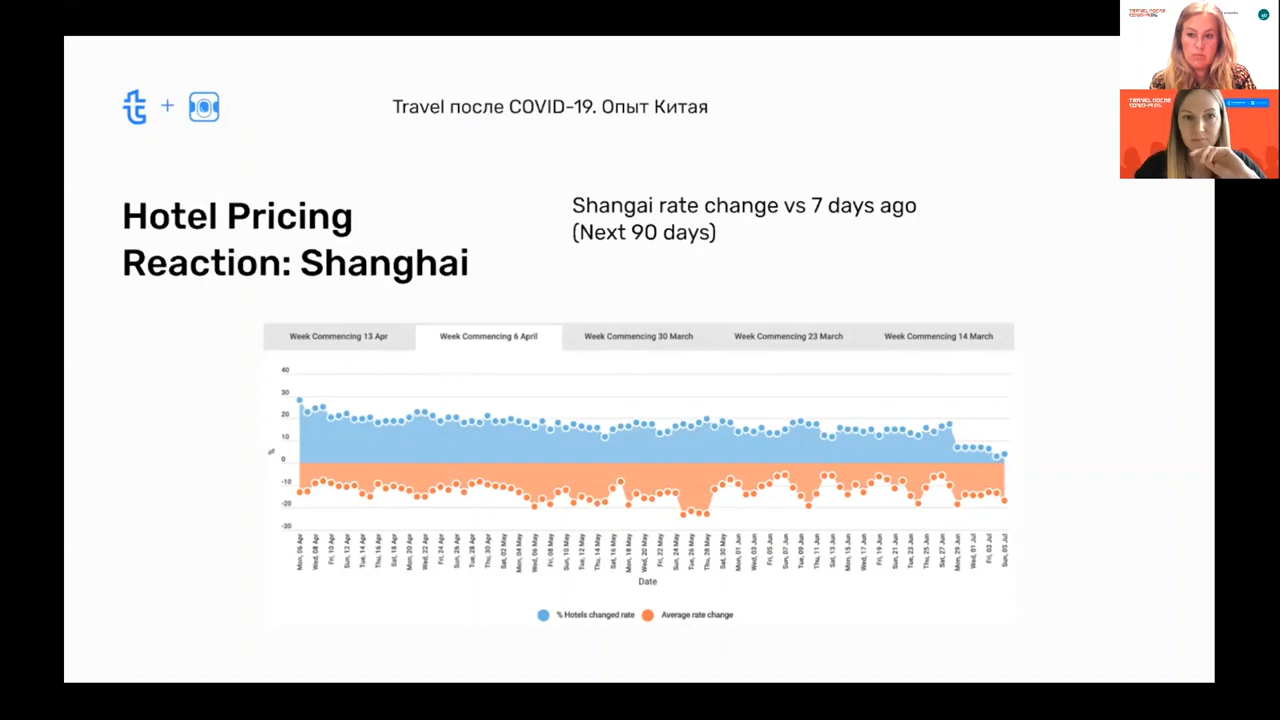 Travel после COVID-19. Опыт Китая
TRAVEL ПОСЛЕ
COVID-19
TRAVEL ПОСЛЕ
COVID-19
Hotel Pricing
Reaction: Shanghai
Shangai rate change vs 7 days ago
(Next 90 days)
Week Commencing 13 Apr
Week Commencing 6 April
Week Commencing 30 March
Week Commencing 23 March
Week Commencing 14 March
40
30
20
10
0
-10
-20
-30
%
Mon, 06 Apr
Wed, 08 Apr
Fri, 10 Apr
Sun, 12 Apr
Tue, 14 Apr
Thu, 16 Apr
Sat, 18 Apr
Mon, 20 Apr
Wed, 22 Apr
Fri, 24 Apr
Sun, 26 Apr
Tue, 28 Apr
Thu, 30 Apr
Sat, 02 May
Mon, 04 May
Wed, 06 May
Fri, 08 May
Sun, 10 May
Tue, 12 May
Thu, 14 May
Sat, 16 May
Mon, 18 May
Wed, 20 May
Fri, 22 May
Sun, 24 May
Tue, 26 May
Thu, 28 May
Sat, 30 May
Mon, 01 Jun
Wed, 03 Jun
Fri, 05 Jun
Sun, 07 Jun
Tue, 09 Jun
Thu, 11 Jun
Sat, 13 Jun
Mon, 15 Jun
Wed, 17 Jun
Fri, 19 Jun
Sun, 21 Jun
Tue, 23 Jun
Thu, 25 Jun
Sat, 27 Jun
Mon, 29 Jun
Wed, 01 Jul
Fri, 03 Jul
Sun, 05 Jul
Date
% Hotels changed rate
Average rate change